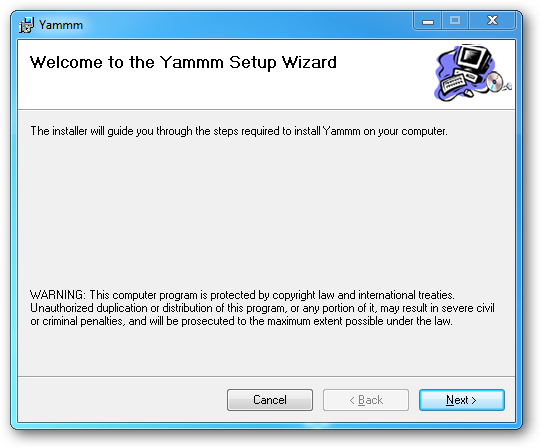 Yammm
Welcome to the Yammm Setup Wizard
The installer will guide you through the steps required to install Yammm on your computer.
WARNING: This computer program is protected by copyright law and international treaties.
Unauthorized duplication or distribution of this program, or any portion of it, may result in severe civil
or criminal penalties, and will be prosecuted to the maximum extent possible under the law.
Cancel
< Back
Next >